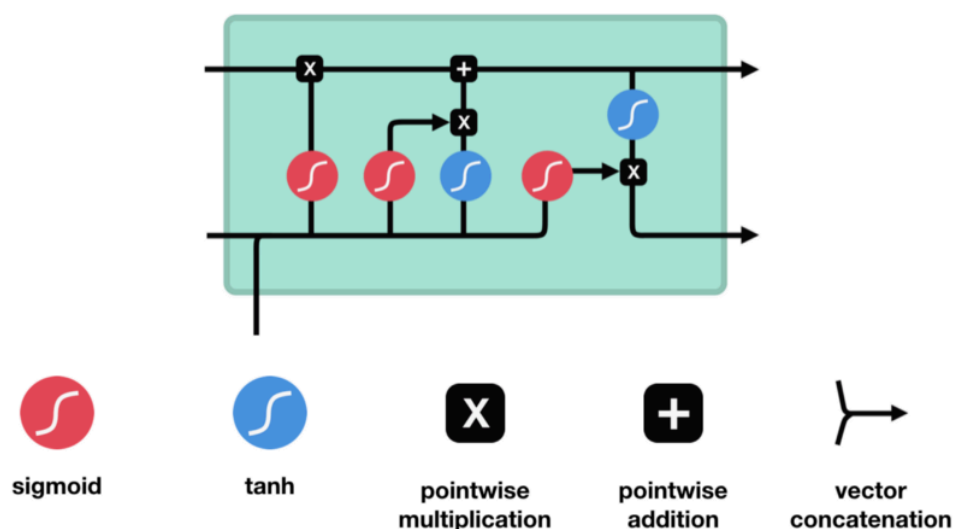 X
+
X
X
X
+
sigmoid
tanh
pointwise
multiplication
pointwise
addition
vector
concatenation